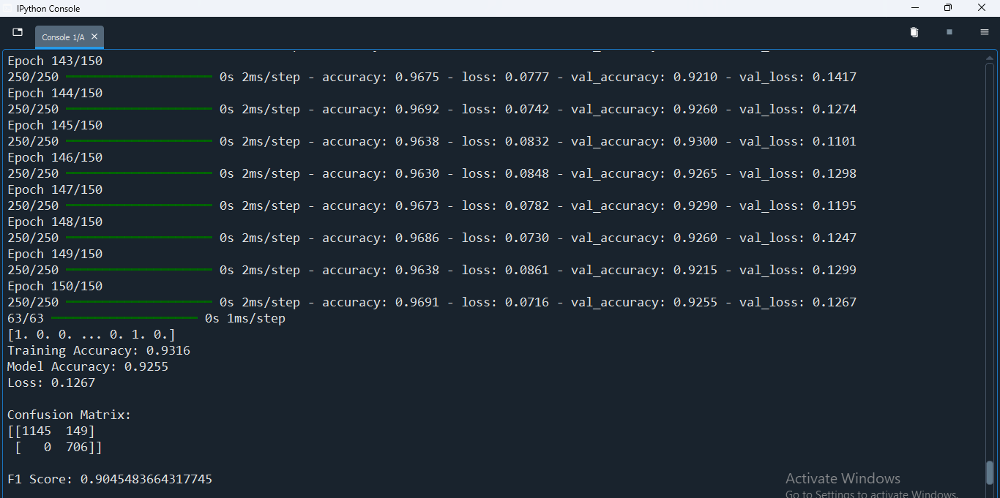 IPython Console
Console 1/A
Epoch 143/150
250/250 0s 2ms/step - accuracy: 0.9675 - loss: 0.0777 - val_accuracy: 0.9210 - val_loss: 0.1417
Epoch 144/150
250/250 0s 2ms/step - accuracy: 0.9692 - loss: 0.0742 - val_accuracy: 0.9260 - val_loss: 0.1274
Epoch 145/150
250/250 0s 2ms/step - accuracy: 0.9638 - loss: 0.0832 - val_accuracy: 0.9300 - val_loss: 0.1101
Epoch 146/150
250/250 0s 2ms/step - accuracy: 0.9630 - loss: 0.0848 - val_accuracy: 0.9265 - val_loss: 0.1298
Epoch 147/150
250/250 0s 2ms/step - accuracy: 0.9673 - loss: 0.0782 - val_accuracy: 0.9290 - val_loss: 0.1195
Epoch 148/150
250/250 0s 2ms/step - accuracy: 0.9686 - loss: 0.0730 - val_accuracy: 0.9260 - val_loss: 0.1247
Epoch 149/150
250/250 0s 2ms/step - accuracy: 0.9638 - loss: 0.0861 - val_accuracy: 0.9215 - val_loss: 0.1299
Epoch 150/150
250/250 0s 2ms/step - accuracy: 0.9691 - loss: 0.0716 - val_accuracy: 0.9255 - val_loss: 0.1267
63/63 0s 1ms/step
[1. 0. 0. ... 0. 1. 0.]
Training Accuracy: 0.9316
Model Accuracy: 0.9255
Loss: 0.1267
Confusion Matrix:
[[1145 149]
[ 0 706]]
F1 Score: 0.9045483664317745
Activate Windows
Go to Settings to activate Windows.